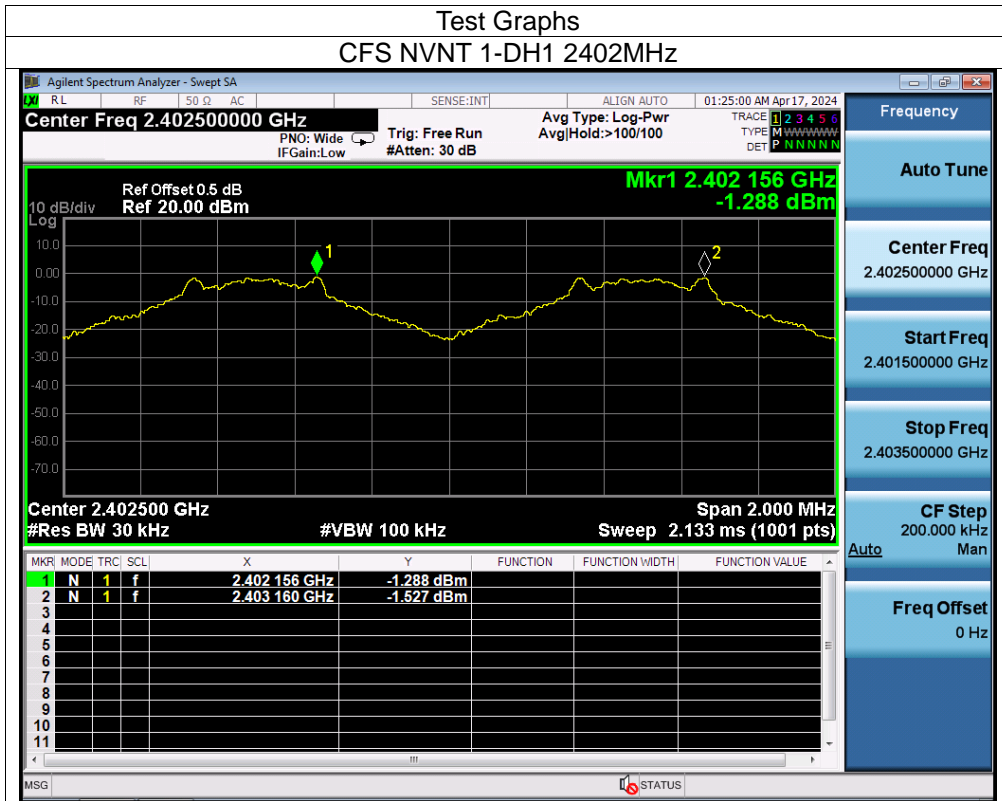 Test Graphs
CFS NVNT 1-DH1 2402MHz
Agilent Spectrum Analyzer - Swept SA
LXI RL RF 50 Ω AC SENSE:INT ALIGN AUTO 01:25:00 AM Apr 17, 2024
Center Freq 2.402500000 GHz
PNO: Wide
IFGain:Low
Trig: Free Run
#Atten: 30 dB
Avg Type: Log-Pwr
Avg|Hold:>100/100
TRACE 1 2 3 4 5 6
TYPE M WWWWW
DET P N N N N N
Frequency
Auto Tune
Center Freq
2.402500000 GHz
Start Freq
2.401500000 GHz
Stop Freq
2.403500000 GHz
CF Step
200.000 kHz
Auto Man
Freq Offset
0 Hz
Mkr1 2.402 156 GHz
-1.288 dBm
Ref Offset 0.5 dB
10 dB/div Ref 20.00 dBm
Log
10.0
0.00
-10.0
-20.0
-30.0
-40.0
-50.0
-60.0
-70.0
1
2
Center 2.402500 GHz Span 2.000 MHz
#Res BW 30 kHz #VBW 100 kHz Sweep 2.133 ms (1001 pts)
MKR MODE TRC SCL X Y FUNCTION FUNCTION WIDTH FUNCTION VALUE
1 N 1 f 2.402 156 GHz -1.288 dBm
2 N 1 f 2.403 160 GHz -1.527 dBm
3
4
5
6
7
8
9
10
11
MSG STATUS